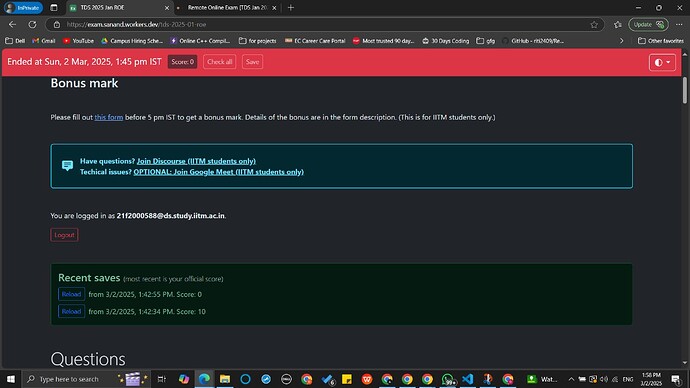 InPrivate
TDS 2025 Jan ROE
Remote Online Exam [TDS Jan 20
https://exam.sanand.workers.dev/tds-2025-01-roe
Update
Dell
Gmail
YouTube
Campus Hiring Sche...
Online C++ Compil...
for projects
EC Career Care Portal
Most trusted 90 day...
30 Days Coding
gfg
GitHub - riti2409/Re...
Other favorites
Ended at Sun, 2 Mar, 2025, 1:45 pm IST
Score: 0
Check all
Save
Bonus mark
Please fill out this form before 5 pm IST to get a bonus mark. Details of the bonus are in the form description. (This is for IITM students only.)
Have questions? Join Discourse (IITM students only)
Techical issues? OPTIONAL: Join Google Meet (IITM students only)
You are logged in as 21f2000588@ds.study.iitm.ac.in.
Logout
Recent saves (most recent is your official score)
Reload from 3/2/2025, 1:42:55 PM. Score: 0
Reload from 3/2/2025, 1:42:34 PM. Score: 10
Questions
Type here to search
99+
Wat...
ENG
1:56 PM
3/2/2025